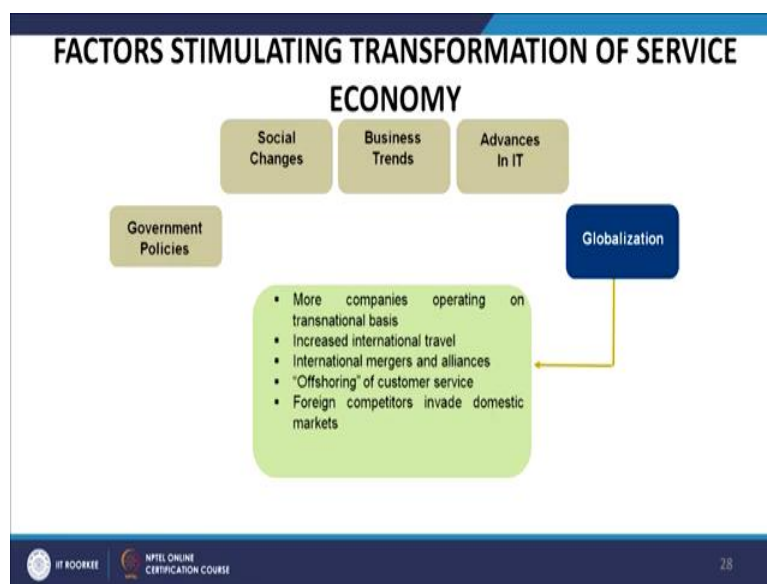 FACTORS STIMULATING TRANSFORMATION OF SERVICE
ECONOMY
Social
Changes
Business
Trends
Advances
In IT
Government
Policies
Globalization
▪ More companies operating on
transnational basis
▪ Increased international travel
▪ International mergers and alliances
▪ "Offshoring" of customer service
▪ Foreign competitors invade domestic
markets
IIT ROORKEE
NPTEL ONLINE
CERTIFICATION COURSE
28